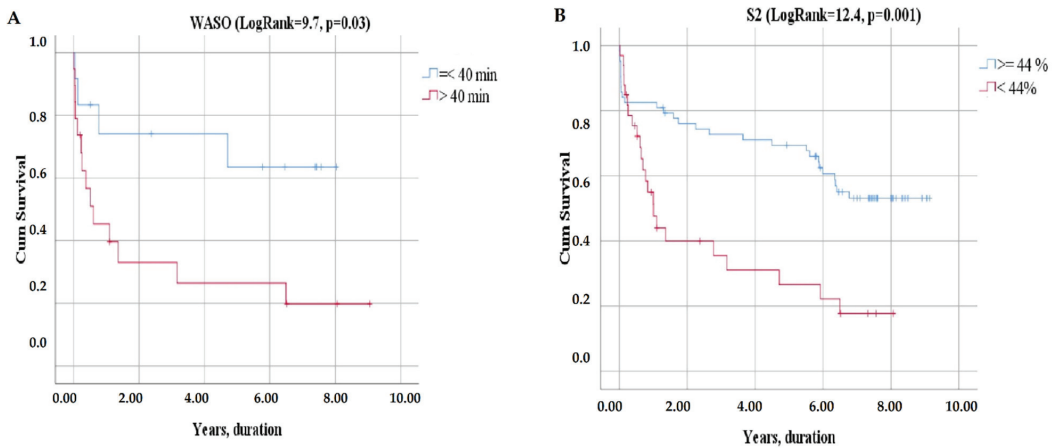 A
WASO (LogRank=9.7, p=0.03)
1.0
0.8
0.6
0.4
0.2
0.0
Cum Survival
=< 40 min
> 40 min
0.00 2.00 4.00 6.00 8.00 10.00
Years, duration
B
S2 (LogRank=12.4, p=0.001)
1.0
0.8
0.6
0.4
0.2
0.0
Cum Survival
>= 44 %
< 44%
0.00 2.00 4.00 6.00 8.00 10.00
Years, duration